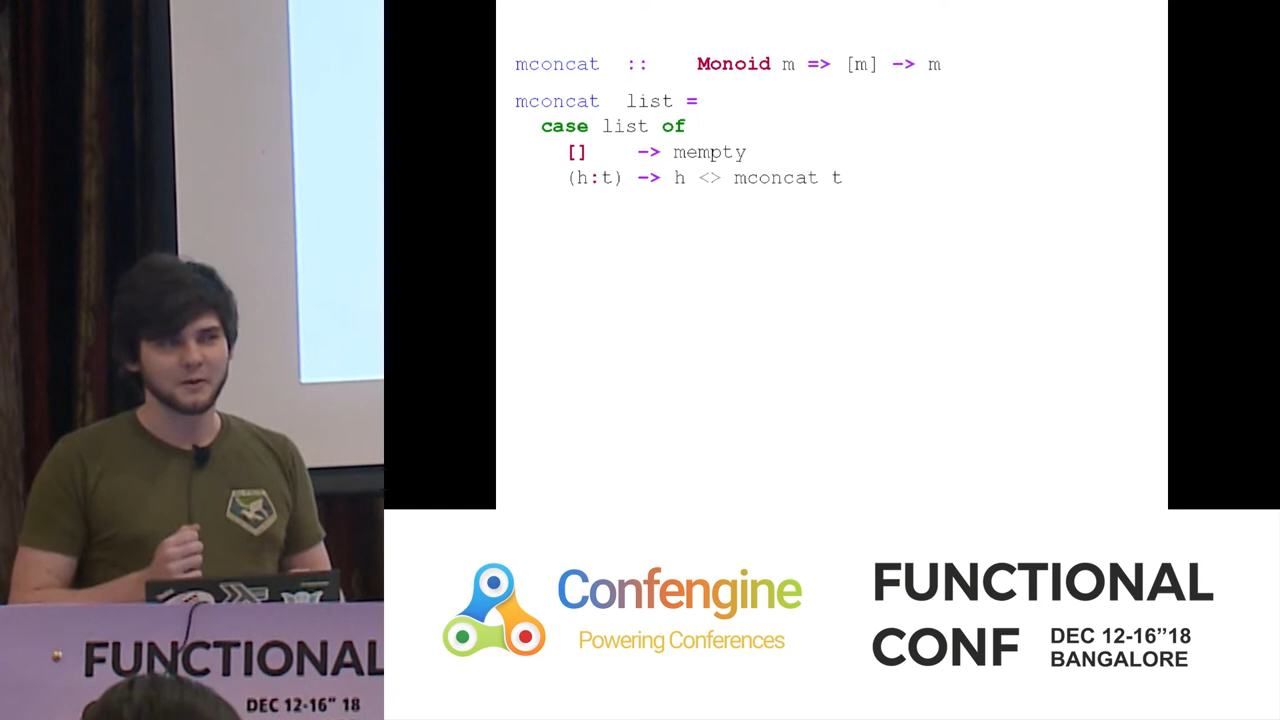 mconcat :: Monoid m => [m] -> m
mconcat list =
case list of
[] -> mempty
(h:t) -> h <> mconcat t
Confengine
Powering Conferences
FUNCTIONAL
CONF
DEC 12-16”18
BANGALORE
FUNCTIONAL
DEC 12-16” 18